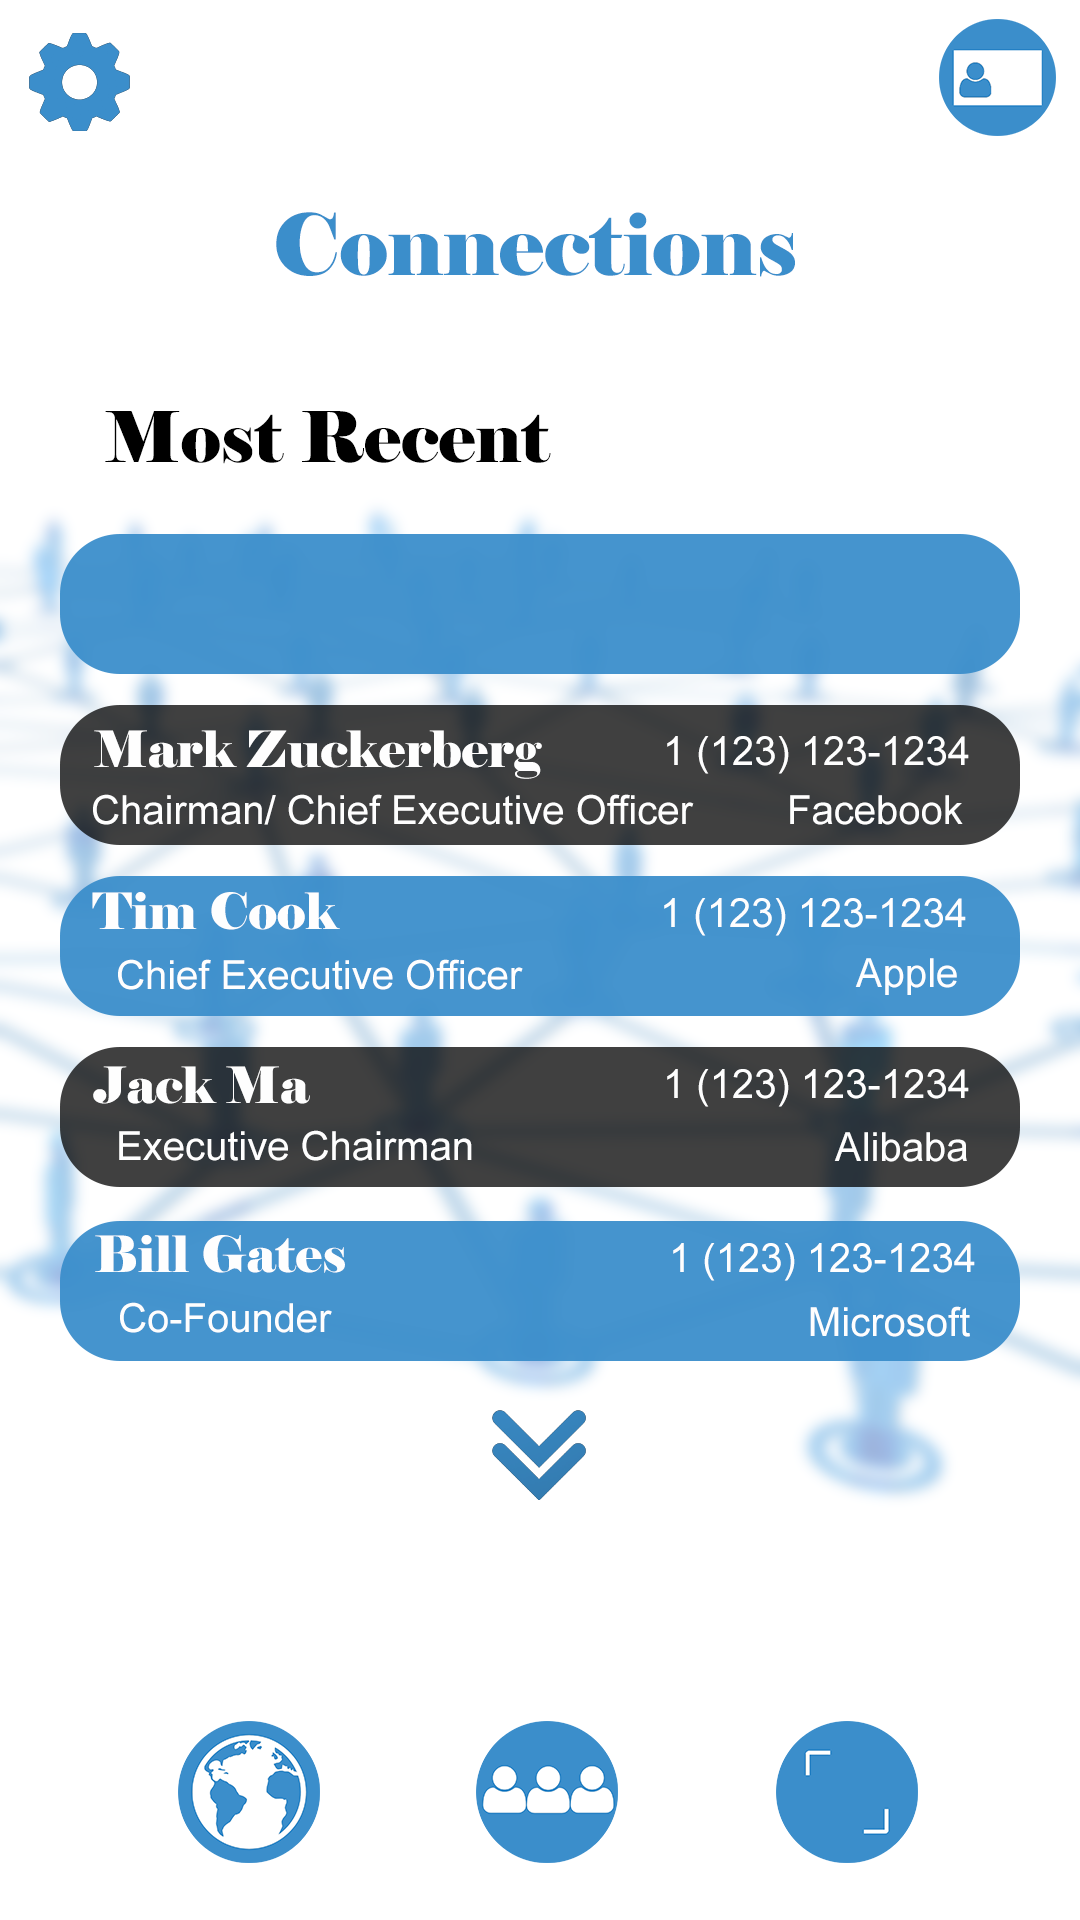 Connections
Most Recent
Mark Zuckerberg 1 (123) 123-1234
Chairman/ Chief Executive Officer Facebook
Tim Cook 1 (123) 123-1234
Chief Executive Officer Apple
Jack Ma 1 (123) 123-1234
Executive Chairman Alibaba
Bill Gates 1 (123) 123-1234
Co-Founder Microsoft